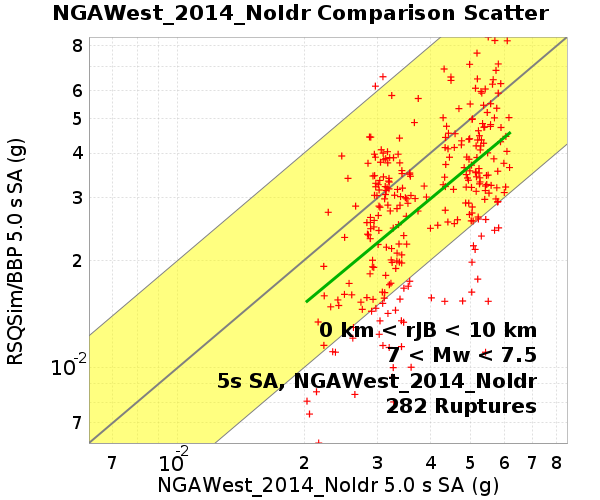 NGAWest_2014_NoIdr Comparison Scatter
RSQSim/BBP 5.0 s SA (g)
8
6
5
4
3
2
10-2
7
0 km < rJB < 10 km
7 < Mw < 7.5
5s SA, NGAWest_2014_NoIdr
282 Ruptures
7 10-2 2 3 4 5 6 7 8
NGAWest_2014_NoIdr 5.0 s SA (g)